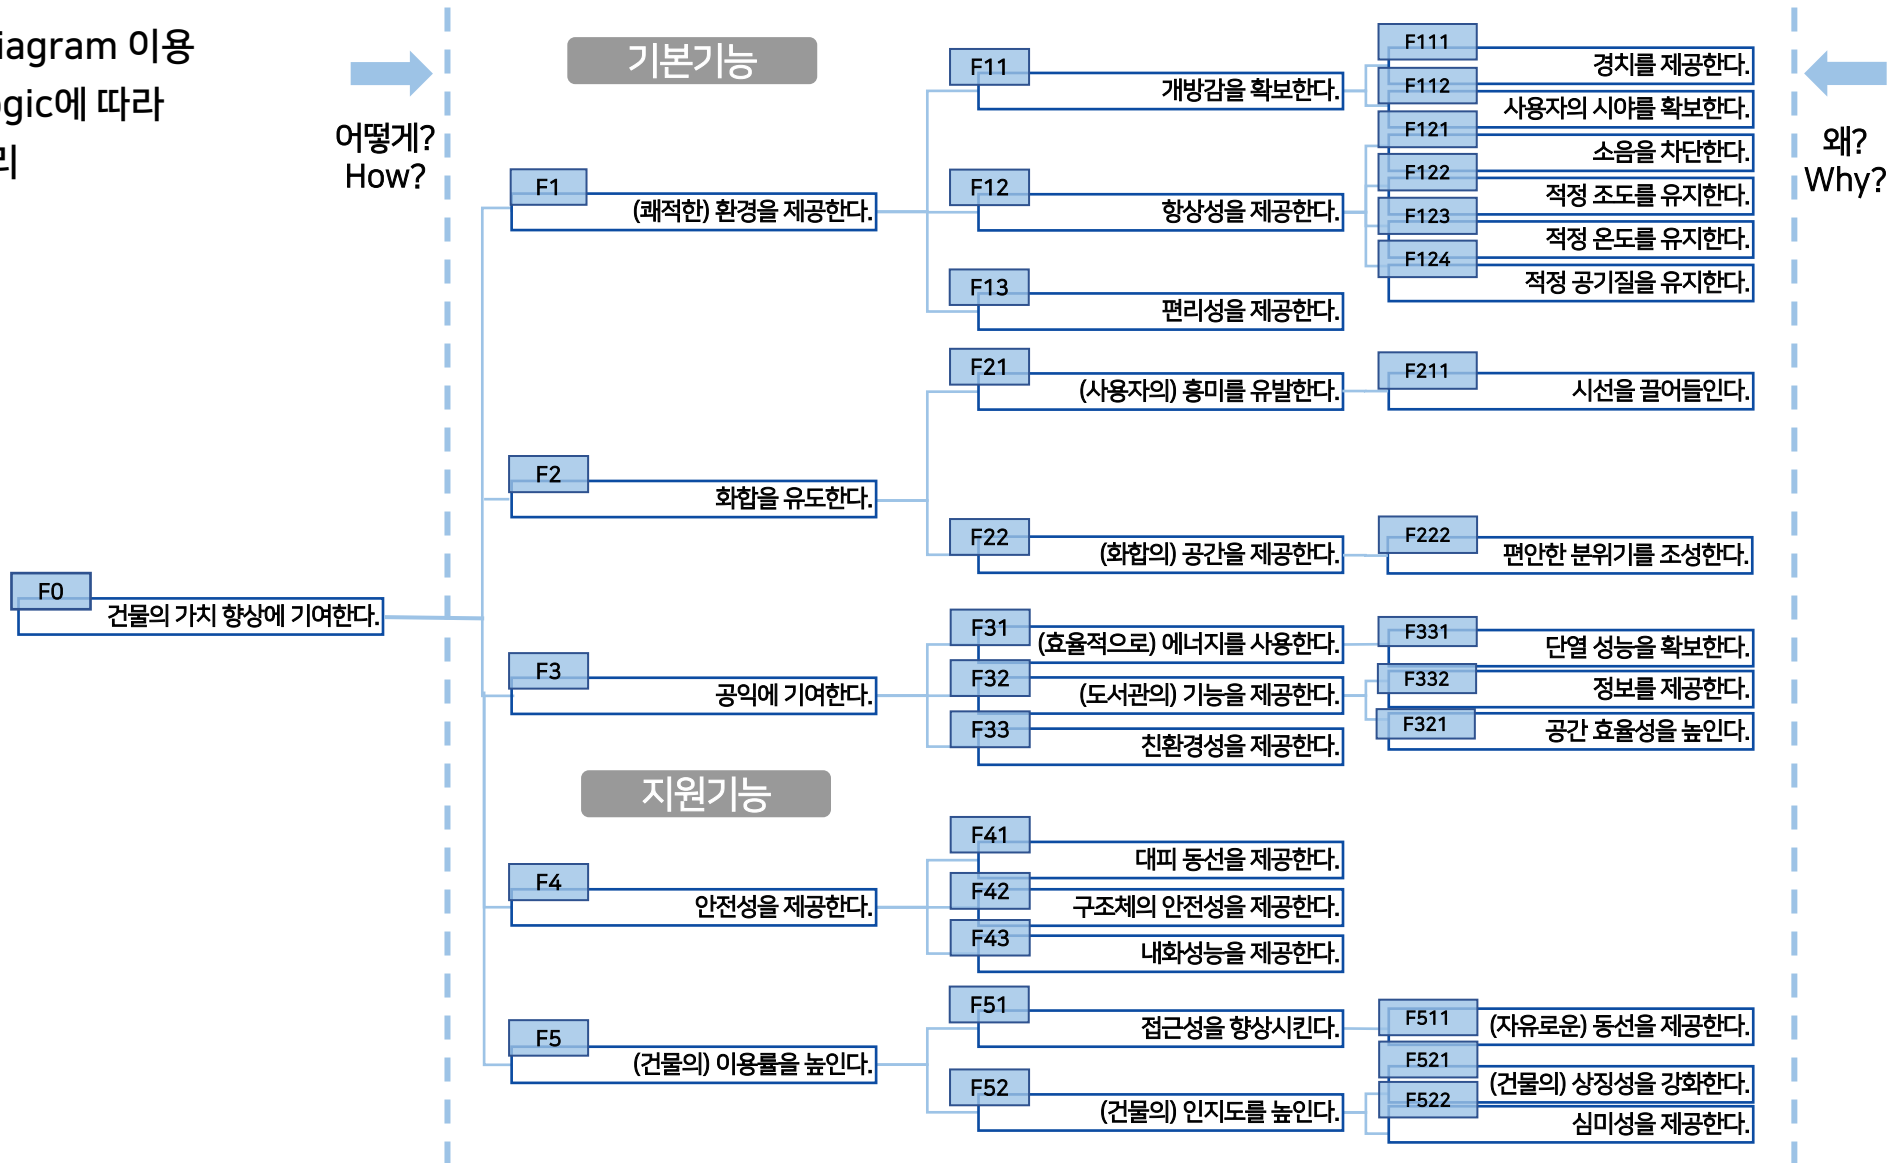 iagram 이용
gic에 따라
리
어떻게?
How?
왜?
Why?
기본기능
F0
건물의 가치 향상에 기여한다.
F1
(쾌적한) 환경을 제공한다.
F11
개방감을 확보한다.
F111
경치를 제공한다.
F112
사용자의 시야를 확보한다.
F12
항상성을 제공한다.
F121
소음을 차단한다.
F122
적정 조도를 유지한다.
F123
적정 온도를 유지한다.
F124
적정 공기질을 유지한다.
F13
편리성을 제공한다.
F2
화합을 유도한다.
F21
(사용자의) 흥미를 유발한다.
F211
시선을 끌어들인다.
F22
(화합의) 공간을 제공한다.
F222
편안한 분위기를 조성한다.
F3
공익에 기여한다.
F31
(효율적으로) 에너지를 사용한다.
F331
단열 성능을 확보한다.
F32
(도서관의) 기능을 제공한다.
F332
정보를 제공한다.
F321
공간 효율성을 높인다.
F33
친환경성을 제공한다.
지원기능
F4
안전성을 제공한다.
F41
대피 동선을 제공한다.
F42
구조체의 안전성을 제공한다.
F43
내화성능을 제공한다.
F5
(건물의) 이용률을 높인다.
F51
접근성을 향상시킨다.
F511
(자유로운) 동선을 제공한다.
F52
(건물의) 인지도를 높인다.
F521
(건물의) 상징성을 강화한다.
F522
심미성을 제공한다.